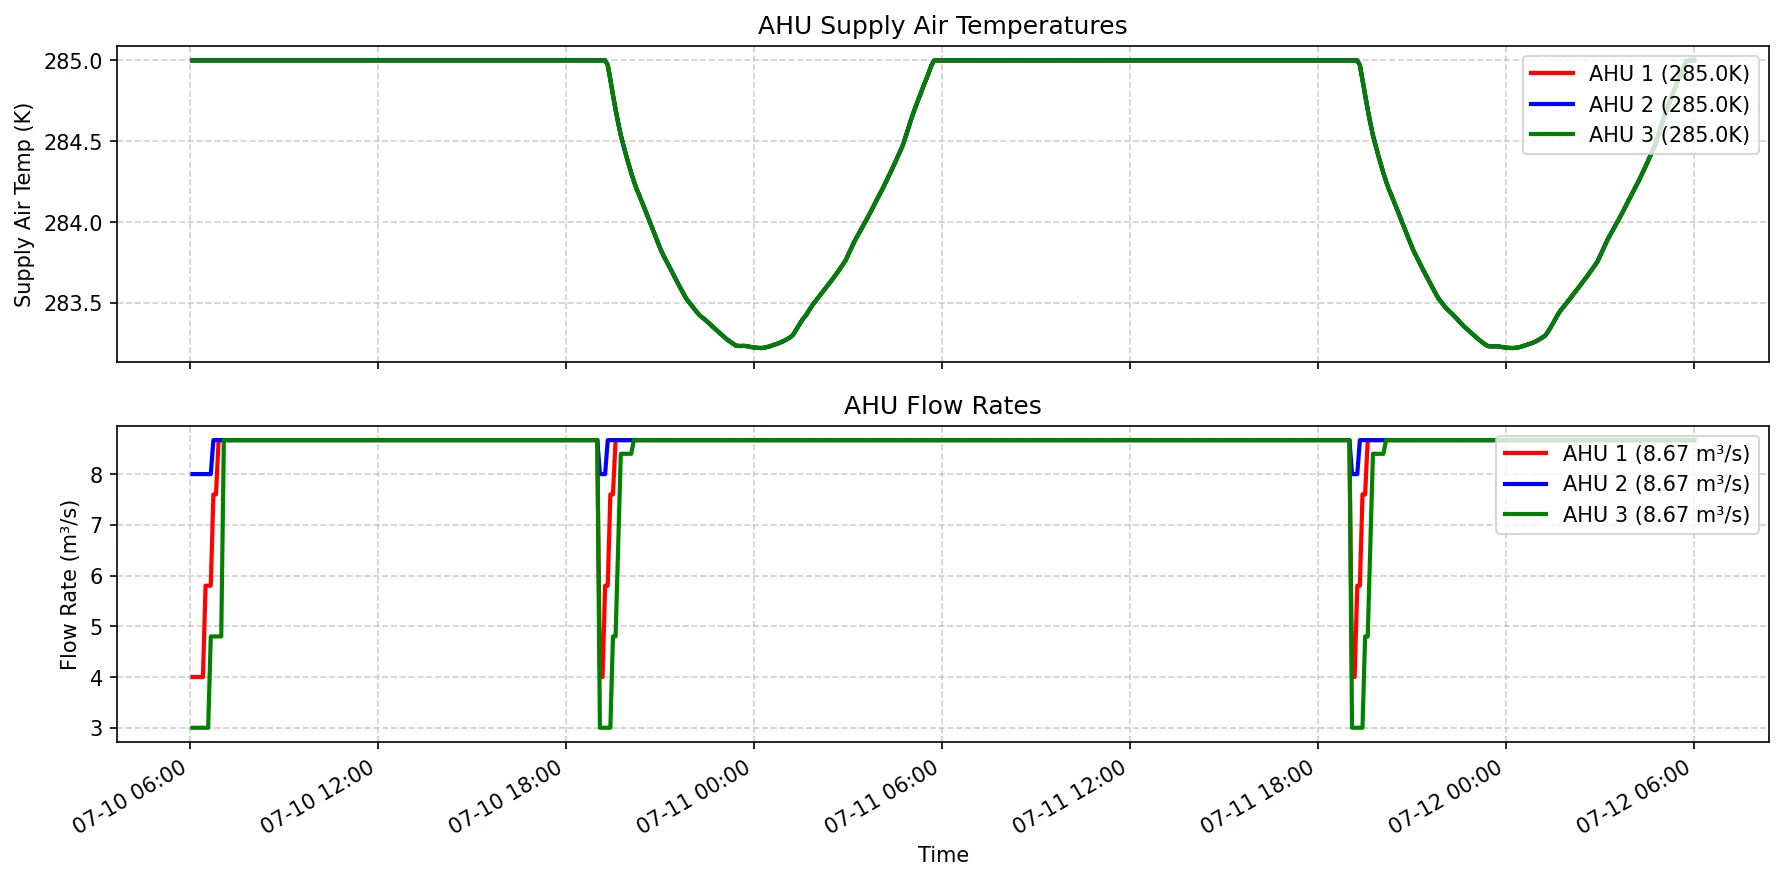 AHU Supply Air Temperatures
Supply Air Temp (K)
285.0
284.5
284.0
283.5
AHU 1 (285.0K)
AHU 2 (285.0K)
AHU 3 (285.0K)
AHU Flow Rates
Flow Rate (m³/s)
8
7
6
5
4
3
AHU 1 (8.67 m³/s)
AHU 2 (8.67 m³/s)
AHU 3 (8.67 m³/s)
07-10 06:00
07-10 12:00
07-10 18:00
07-11 00:00
07-11 06:00
07-11 12:00
07-11 18:00
07-12 00:00
07-12 06:00
Time